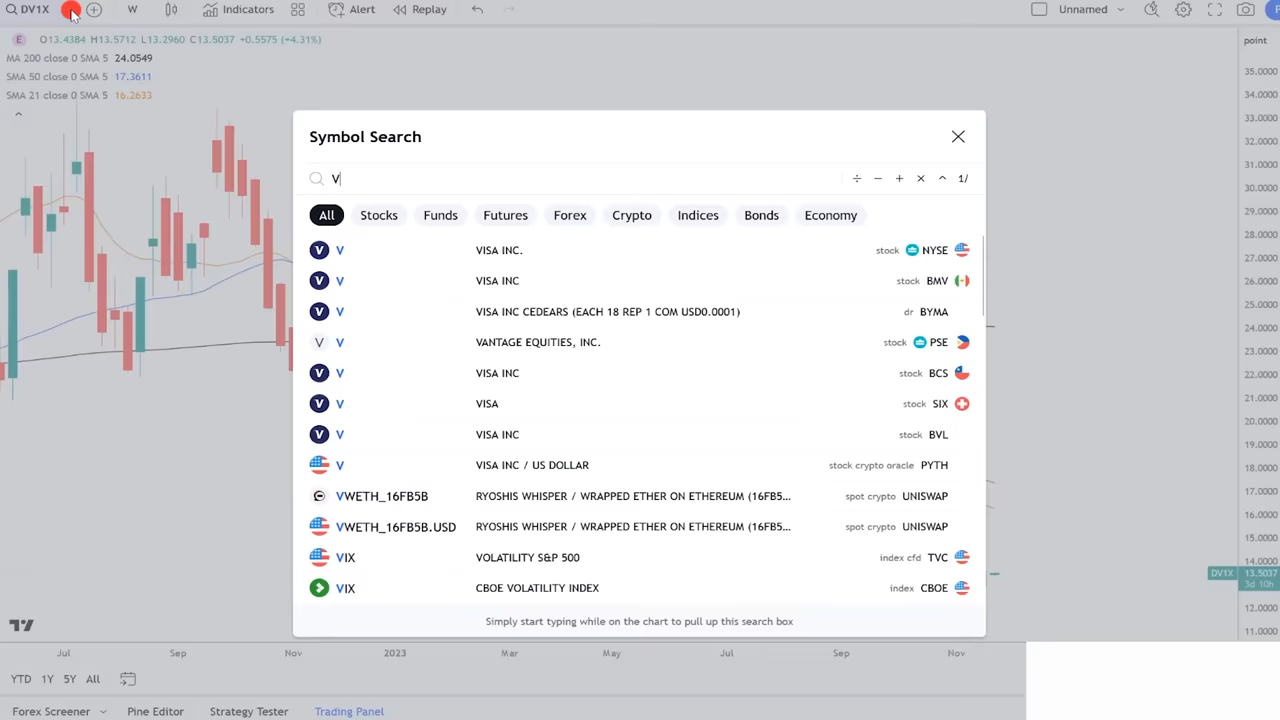 DV1X W Indicators Alert Replay Unnamed
E O13.4384 H13.5712 L13.2960 C13.5037 +0.5575 (+4.31%) point
MA 200 close 0 SMA 5 24.0549
SMA 50 close 0 SMA 5 17.3611
SMA 21 close 0 SMA 5 16.2633
Symbol Search
V ÷ − + × ^ 1/
All Stocks Funds Futures Forex Crypto Indices Bonds Economy
V V VISA INC. stock NYSE
V V VISA INC stock BMV
V V VISA INC CEDEARS (EACH 18 REP 1 COM USD0.0001) dr BYMA
V V VANTAGE EQUITIES, INC. stock PSE
V V VISA INC stock BCS
V V VISA stock SIX
V V VISA INC stock BVL
V VISA INC / US DOLLAR stock crypto oracle PYTH
VWETH_16FB5B RYOSHIS WHISPER / WRAPPED ETHER ON ETHEREUM (16FB5... spot crypto UNISWAP
VWETH_16FB5B.USD RYOSHIS WHISPER / WRAPPED ETHER ON ETHEREUM (16FB5... spot crypto UNISWAP
VIX VOLATILITY S&P 500 index cfd TVC
VIX CBOE VOLATILITY INDEX index CBOE
Simply start typing while on the chart to pull up this search box
35.0000
34.0000
33.0000
32.0000
31.0000
30.0000
29.0000
28.0000
27.0000
26.0000
25.0000
24.0000
23.0000
22.0000
21.0000
20.0000
19.0000
18.0000
17.0000
16.0000
15.0000
14.0000
DV1X 13.5037
3d 10h
12.0000
11.0000
Jul Sep Nov 2023 Mar May Jul Sep Nov
YTD 1Y 5Y All
Forex Screener Pine Editor Strategy Tester Trading Panel